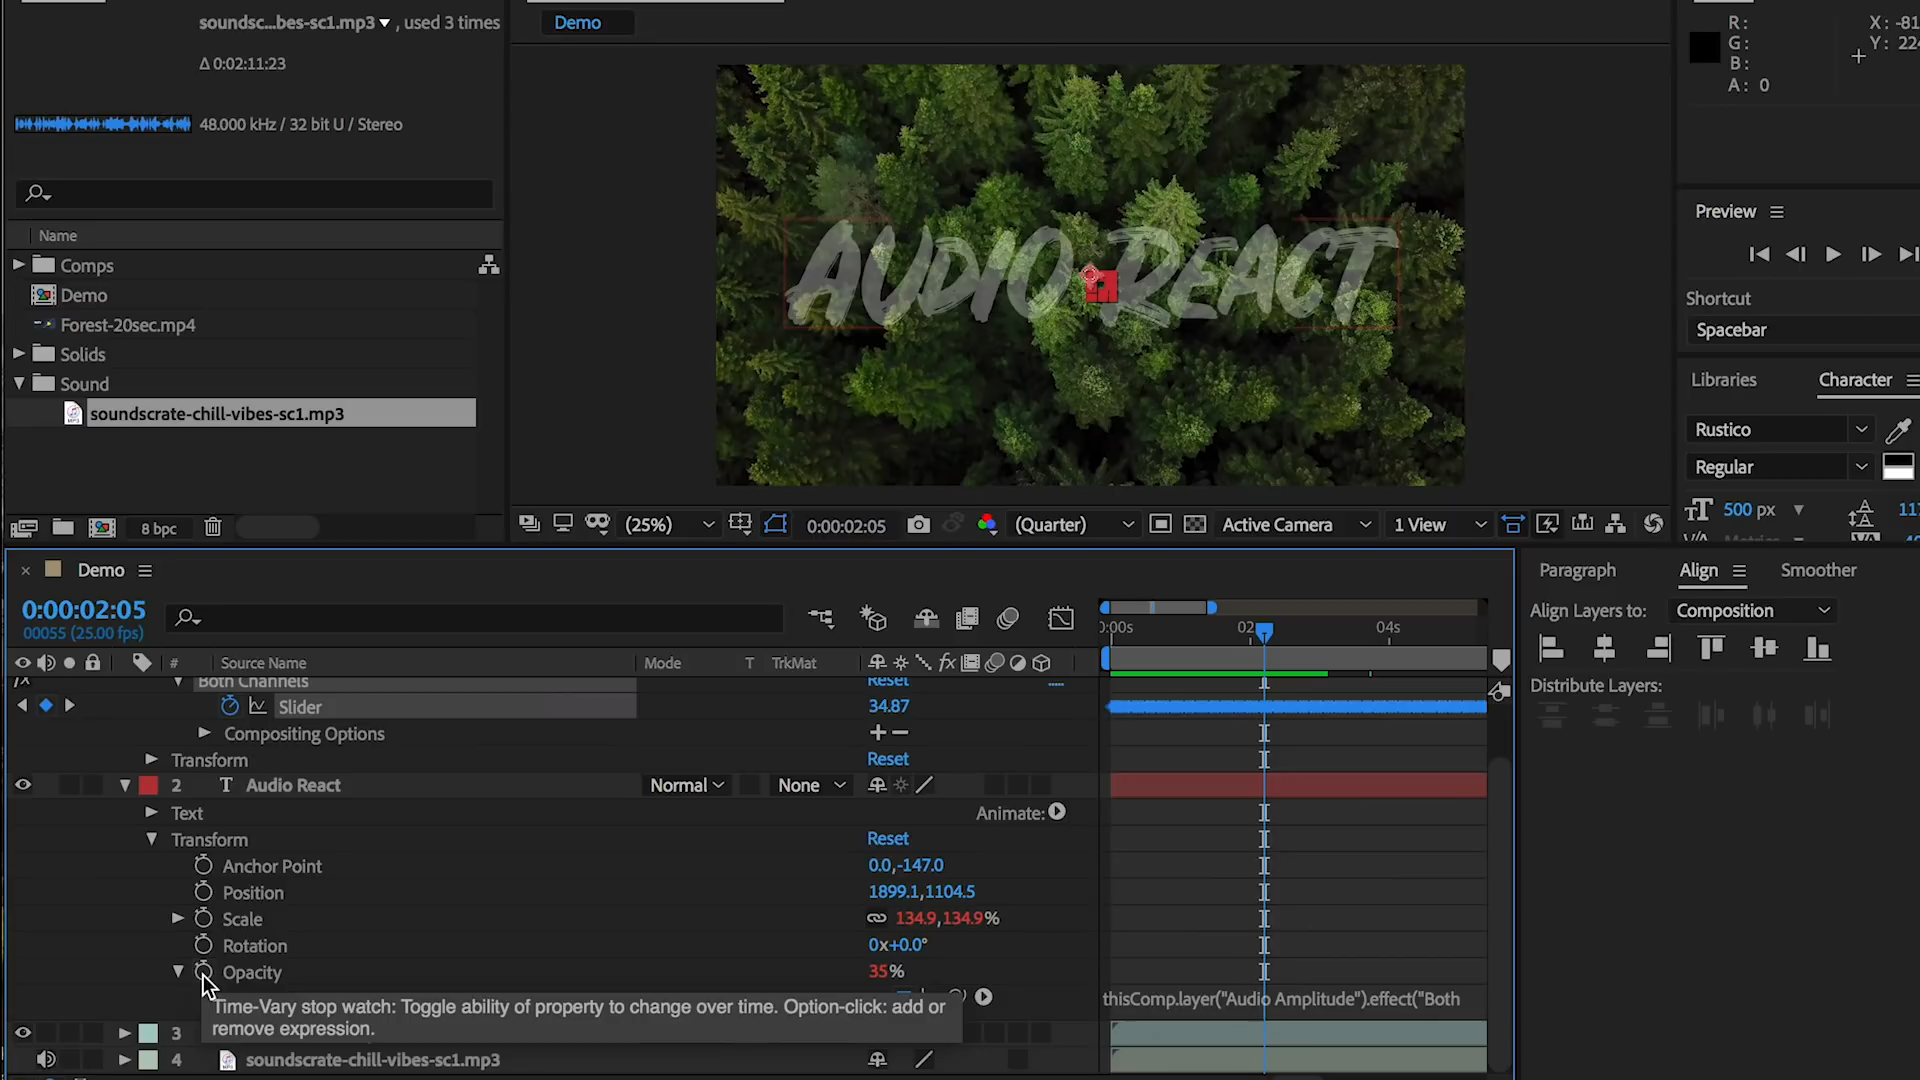 soundsc...bes-sc1.mp3 , used 3 times
Δ 0:02:11:23
48.000 kHz / 32 bit U / Stereo
Name
Comps
Demo
Forest-20sec.mp4
Solids
Sound
soundscrate-chill-vibes-sc1.mp3
8 bpc
Demo
AUDIO REACT
(25%)
0:00:02:05
(Quarter)
Active Camera
1 View
R:
G:
B:
A: 0
X: -81
Y: 224
Preview
Shortcut
Spacebar
Libraries
Character
Rustico
Regular
500 px
117
Demo
0:00:02:05
00055 (25.00 fps)
0:00s
02
04s
# Source Name
Mode
T TrkMat
fx
Both Channels
Reset
Slider
34.87
Compositing Options
Transform
Reset
2 T Audio React
Normal
None
Text
Animate:
Transform
Reset
Anchor Point
0.0,-147.0
Position
1899.1,1104.5
Scale
134.9,134.9%
Rotation
0x+0.0°
Opacity
35%
thisComp.layer("Audio Amplitude").effect("Both
Time-Vary stop watch: Toggle ability of property to change over time. Option-click: add or
remove expression.
3
4
soundscrate-chill-vibes-sc1.mp3
Paragraph
Align
Smoother
Align Layers to:
Composition
Distribute Layers: